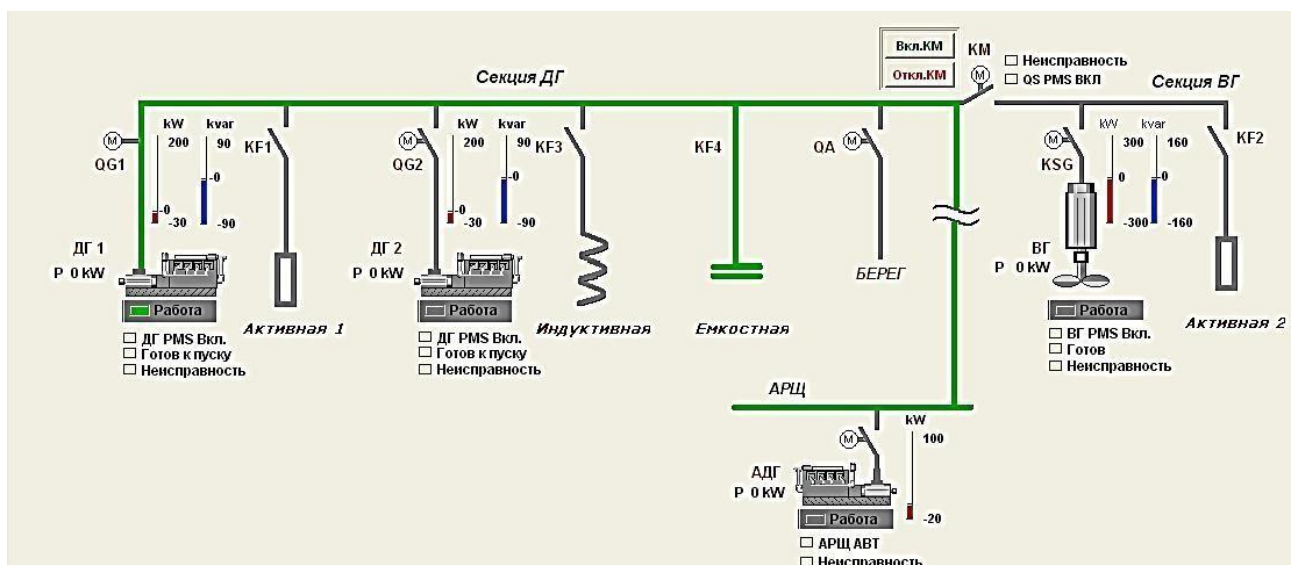 Вкл.КМ
Откл.КМ
КМ
Неисправность
QS PMS ВКЛ
Секция ДГ
Секция ВГ
M
QG1
kW
200
-0
-30
kvar
90
-0
-90
KF1
M
QG2
kW
200
-0
-30
kvar
90
-0
-90
KF3
KF4
QA
M
M
KSG
kW
300
0
-300
kvar
160
0
-160
KF2
ДГ 1
P 0 kW
Работа
ДГ PMS Вкл.
Готов к пуску
Неисправность
Активная 1
ДГ 2
P 0 kW
Работа
ДГ PMS Вкл.
Готов к пуску
Неисправность
Индуктивная
Емкостная
БЕРЕГ
ВГ
P 0 kW
Работа
ВГ PMS Вкл.
Готов
Неисправность
Активная 2
АРЩ
M
kW
100
-20
АДГ
P 0 kW
Работа
АРЩ АВТ
Неисправность